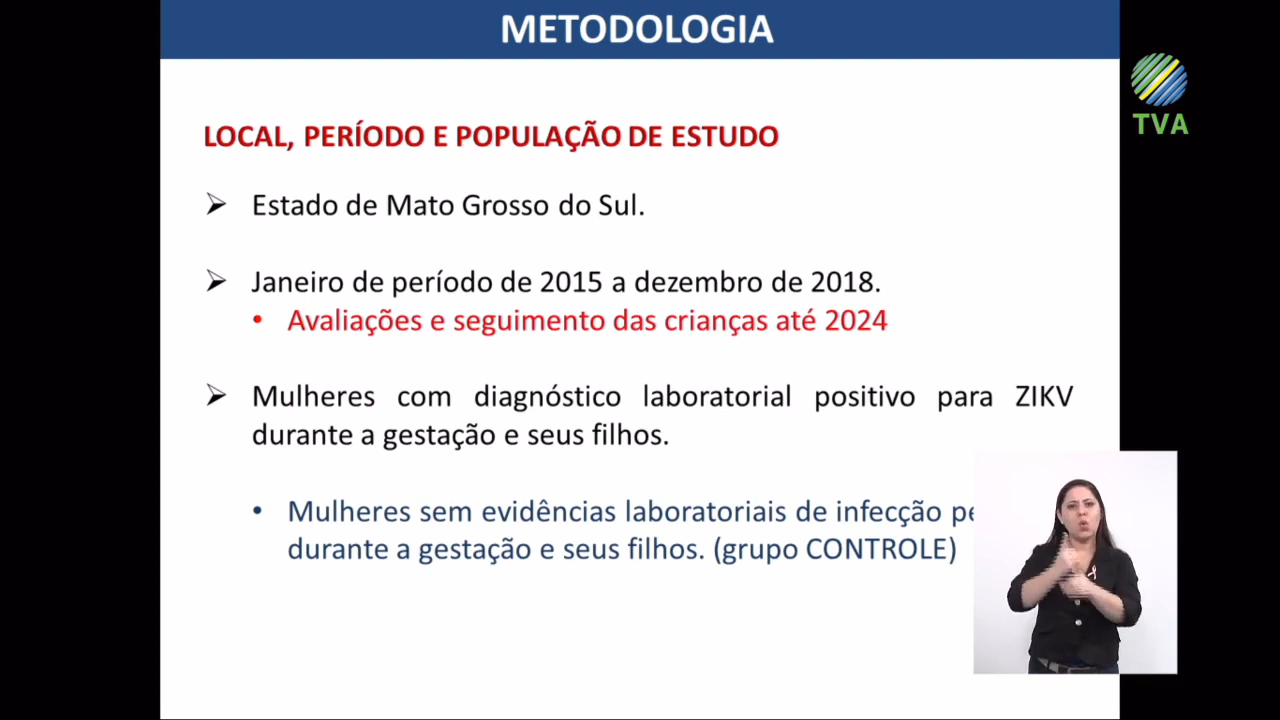 METODOLOGIA
TVA
LOCAL, PERÍODO E POPULAÇÃO DE ESTUDO
Estado de Mato Grosso do Sul.
Janeiro de período de 2015 a dezembro de 2018.
• Avaliações e seguimento das crianças até 2024
Mulheres com diagnóstico laboratorial positivo para ZIKV
durante a gestação e seus filhos.
• Mulheres sem evidências laboratoriais de infecção
durante a gestação e seus filhos. (grupo CONTROLE)